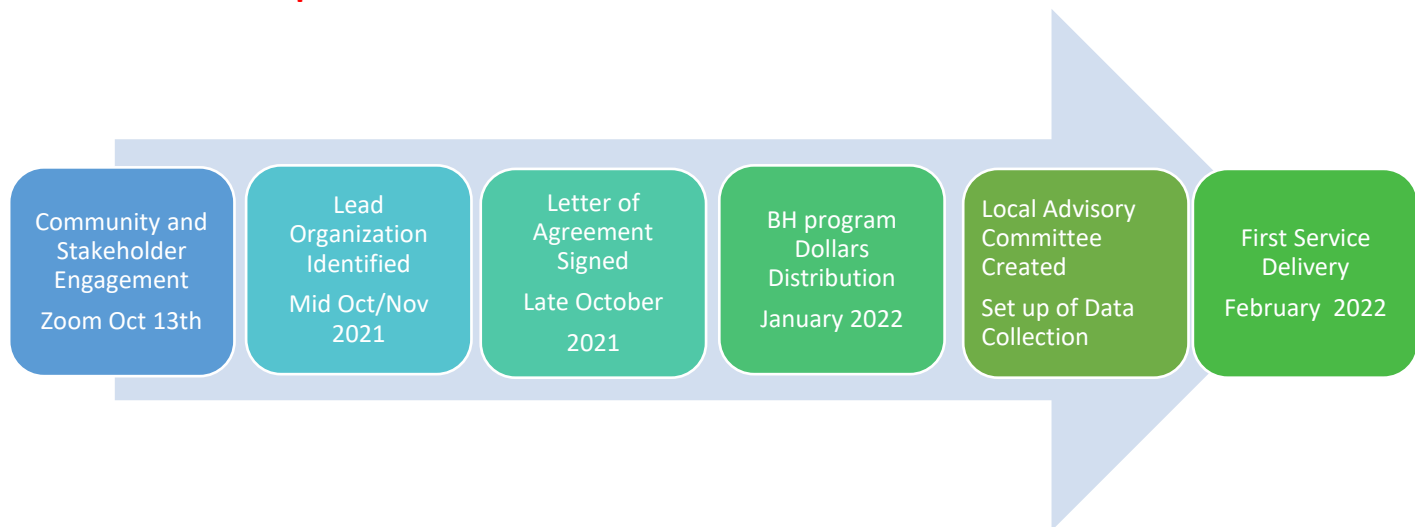 Community and
Stakeholder
Engagement
Zoom Oct 13th
Lead
Organization
Identified
Mid Oct/Nov
2021
Letter of
Agreement
Signed
Late October
2021
BH program
Dollars
Distribution
January 2022
Local Advisory
Committee
Created
Set up of Data
Collection
First Service
Delivery
February 2022